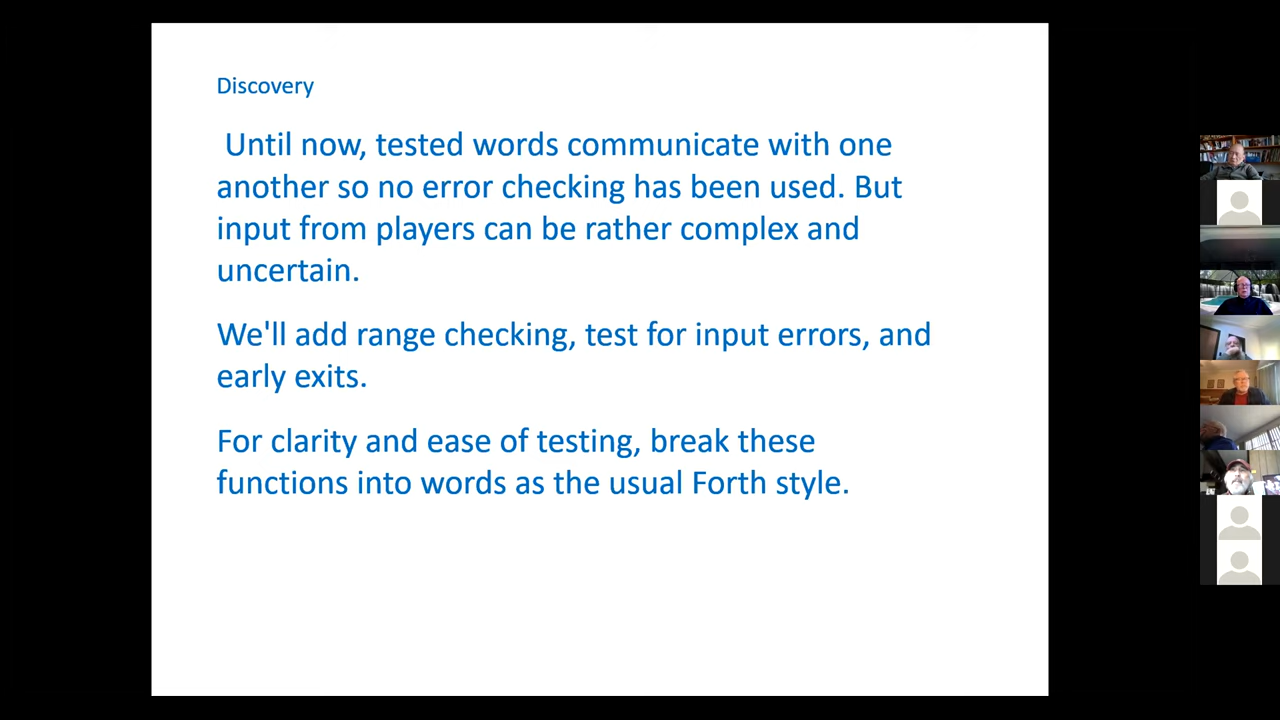 Discovery
Until now, tested words communicate with one
another so no error checking has been used. But
input from players can be rather complex and
uncertain.
We'll add range checking, test for input errors, and
early exits.
For clarity and ease of testing, break these
functions into words as the usual Forth style.